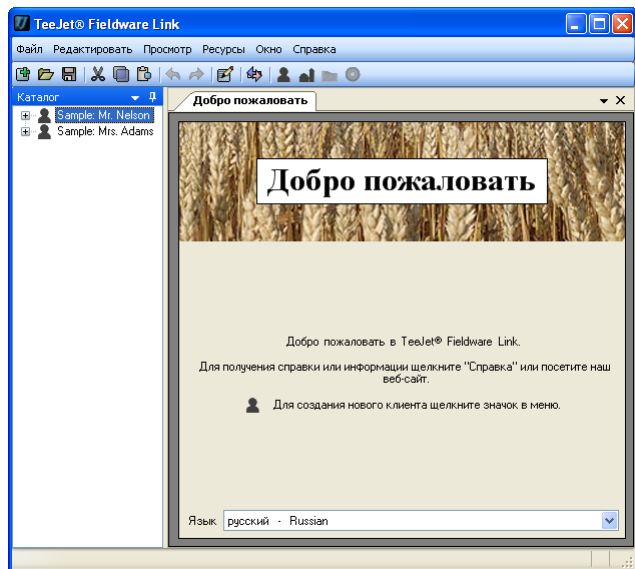 TeeJet® Fieldware Link
Файл Редактировать Просмотр Ресурсы Окно Справка
Каталог
Sample: Mr. Nelson
Sample: Mrs. Adams
Добро пожаловать
Добро пожаловать
Добро пожаловать в TeeJet® Fieldware Link.
Для получения справки или информации щелкните "Справка" или посетите наш
веб-сайт.
Для создания нового клиента щелкните значок в меню.
Язык русский - Russian